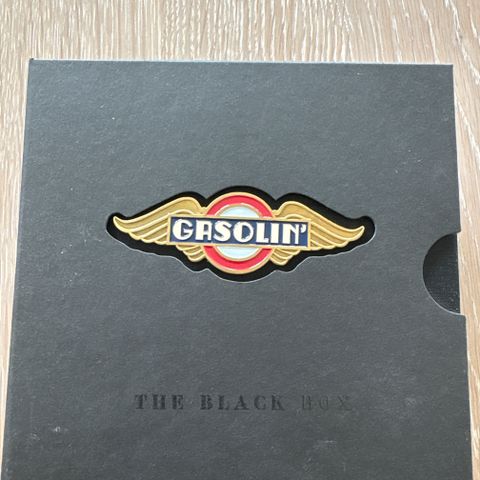 GASOLIN'
THE BLACK BOX